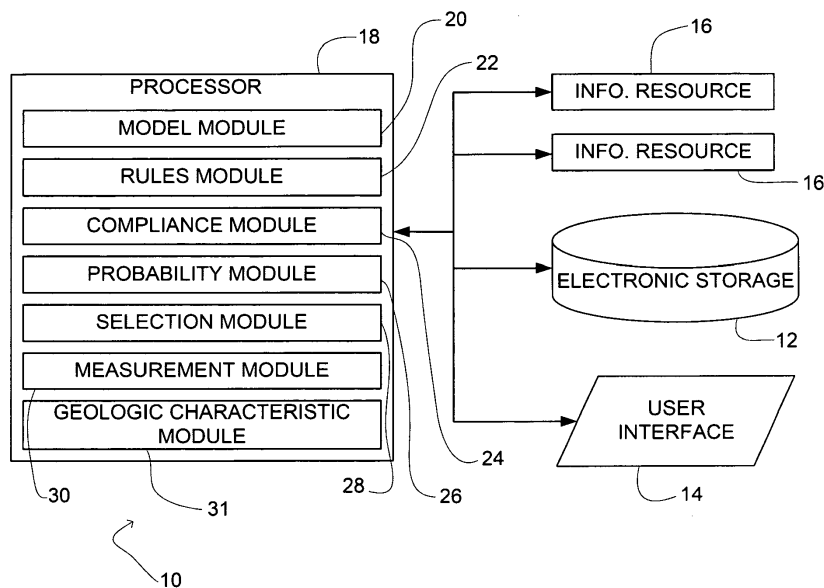 18
20
16
PROCESSOR
22
INFO. RESOURCE
MODEL MODULE
INFO. RESOURCE
RULES MODULE
16
COMPLIANCE MODULE
PROBABILITY MODULE
ELECTRONIC STORAGE
SELECTION MODULE
12
MEASUREMENT MODULE
GEOLOGIC CHARACTERISTIC
MODULE
USER
INTERFACE
30
31
28
26
24
14
10